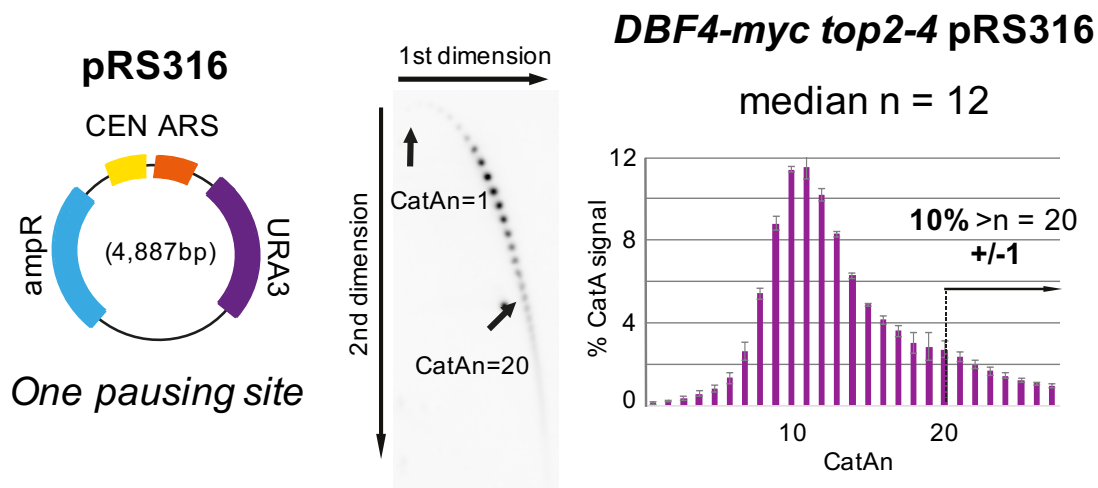 pRS316
CEN ARS
ampR
(4,887bp)
URA3
One pausing site
1st dimension
2nd dimension
CatAn=1
CatAn=20
DBF4-myc top2-4 pRS316
median n = 12
% CatA signal
12
8
4
0
10% >n = 20
+/-1
10
20
CatAn